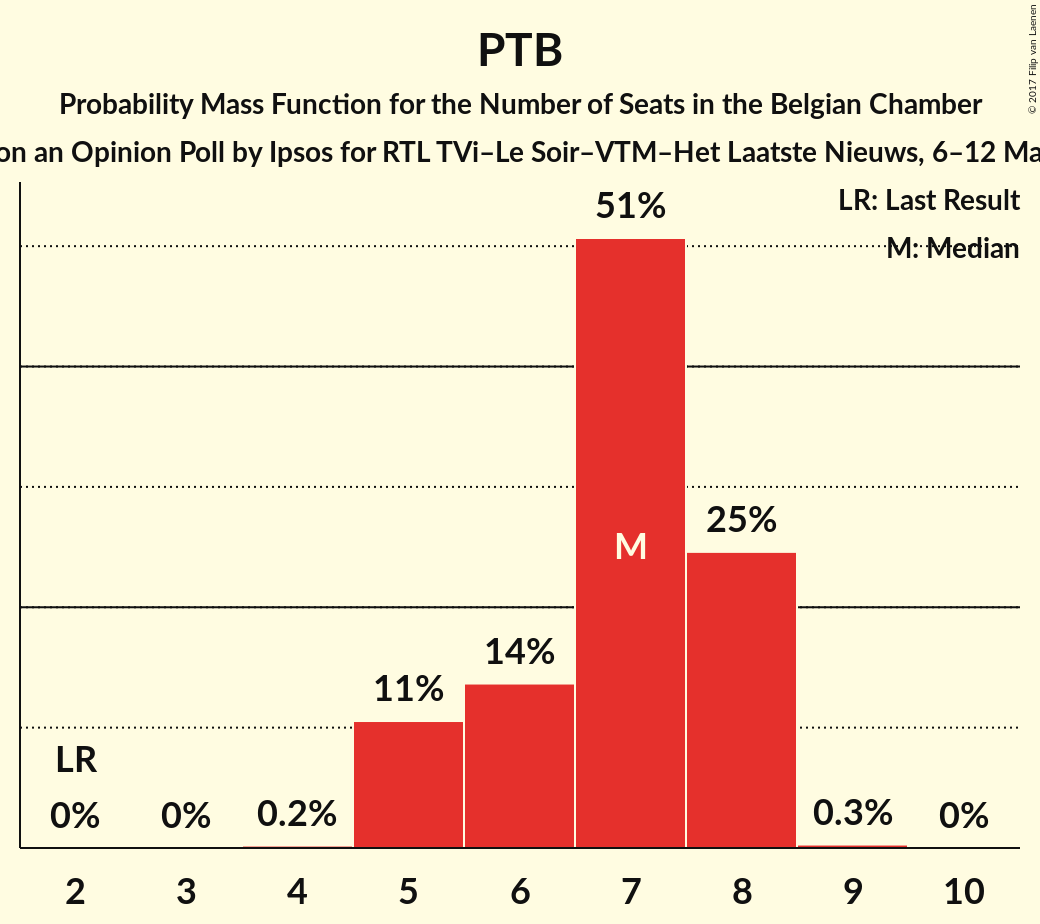 PTB
Probability Mass Function for the Number of Seats in the Belgian Chamber
on an Opinion Poll by Ipsos for RTL TVi–Le Soir–VTM–Het Laatste Nieuws, 6–12 Ma
© 2017 Filip van Laenen
LR: Last Result
M: Median
51%
M
25%
14%
11%
LR
0%
0%
0.2%
0.3%
0%
2 3 4 5 6 7 8 9 10